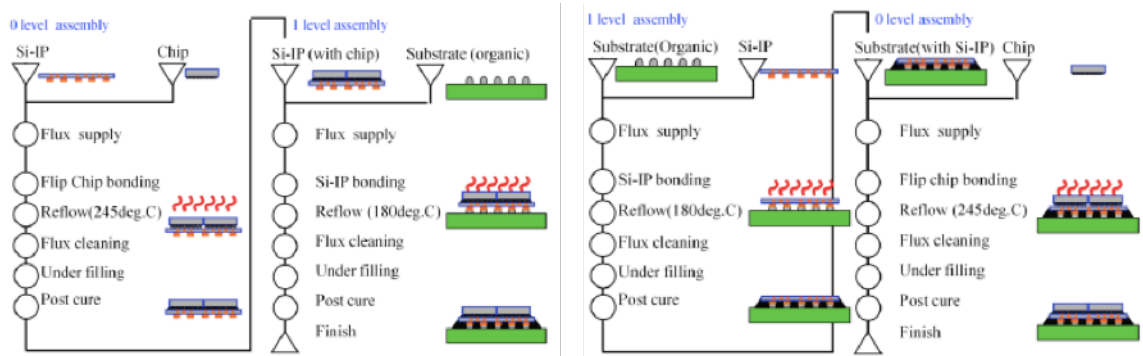 0 level assembly
Si-IP
Chip
Flux supply
Flip Chip bonding
Reflow(245deg.C)
Flux cleaning
Under filling
Post cure
1 level assembly
Si-IP (with chip)
Substrate (organic)
Flux supply
Si-IP bonding
Reflow (180deg.C)
Flux cleaning
Under filling
Post cure
Finish
1 level assembly
Substrate(Organic)
Si-IP
Flux supply
Si-IP bonding
Reflow(180deg.C)
Flux cleaning
Under filling
Post cure
0 level assembly
Substrate(with Si-IP)
Chip
Flux supply
Flip chip bonding
Reflow (245deg.C)
Flux cleaning
Under filling
Post cure
Finish